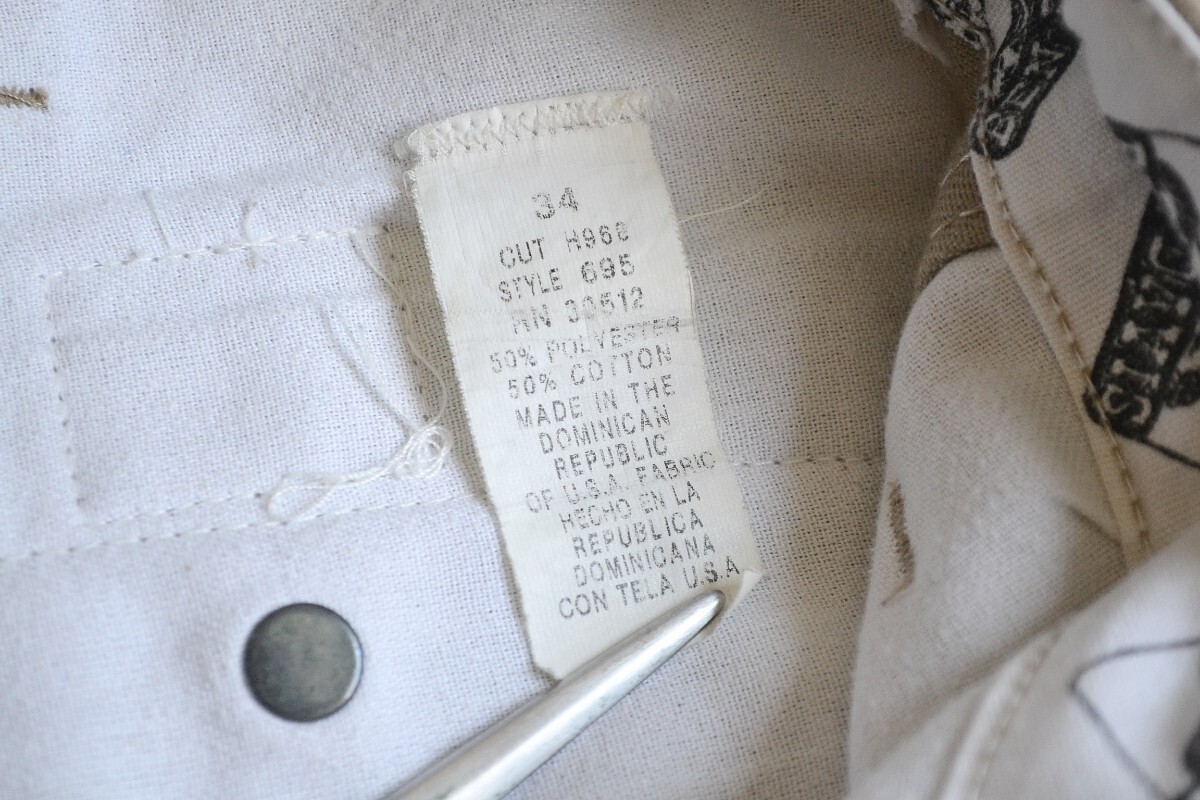 34
CUT H968
STYLE 695
RN 30512
50% POLYESTER
50% COTTON
MADE IN THE
DOMINICAN
REPUBLIC
OF U.S.A. FABRIC
HECHO EN LA
REPUBLICA
DOMINICANA
CON TELA U.S.A